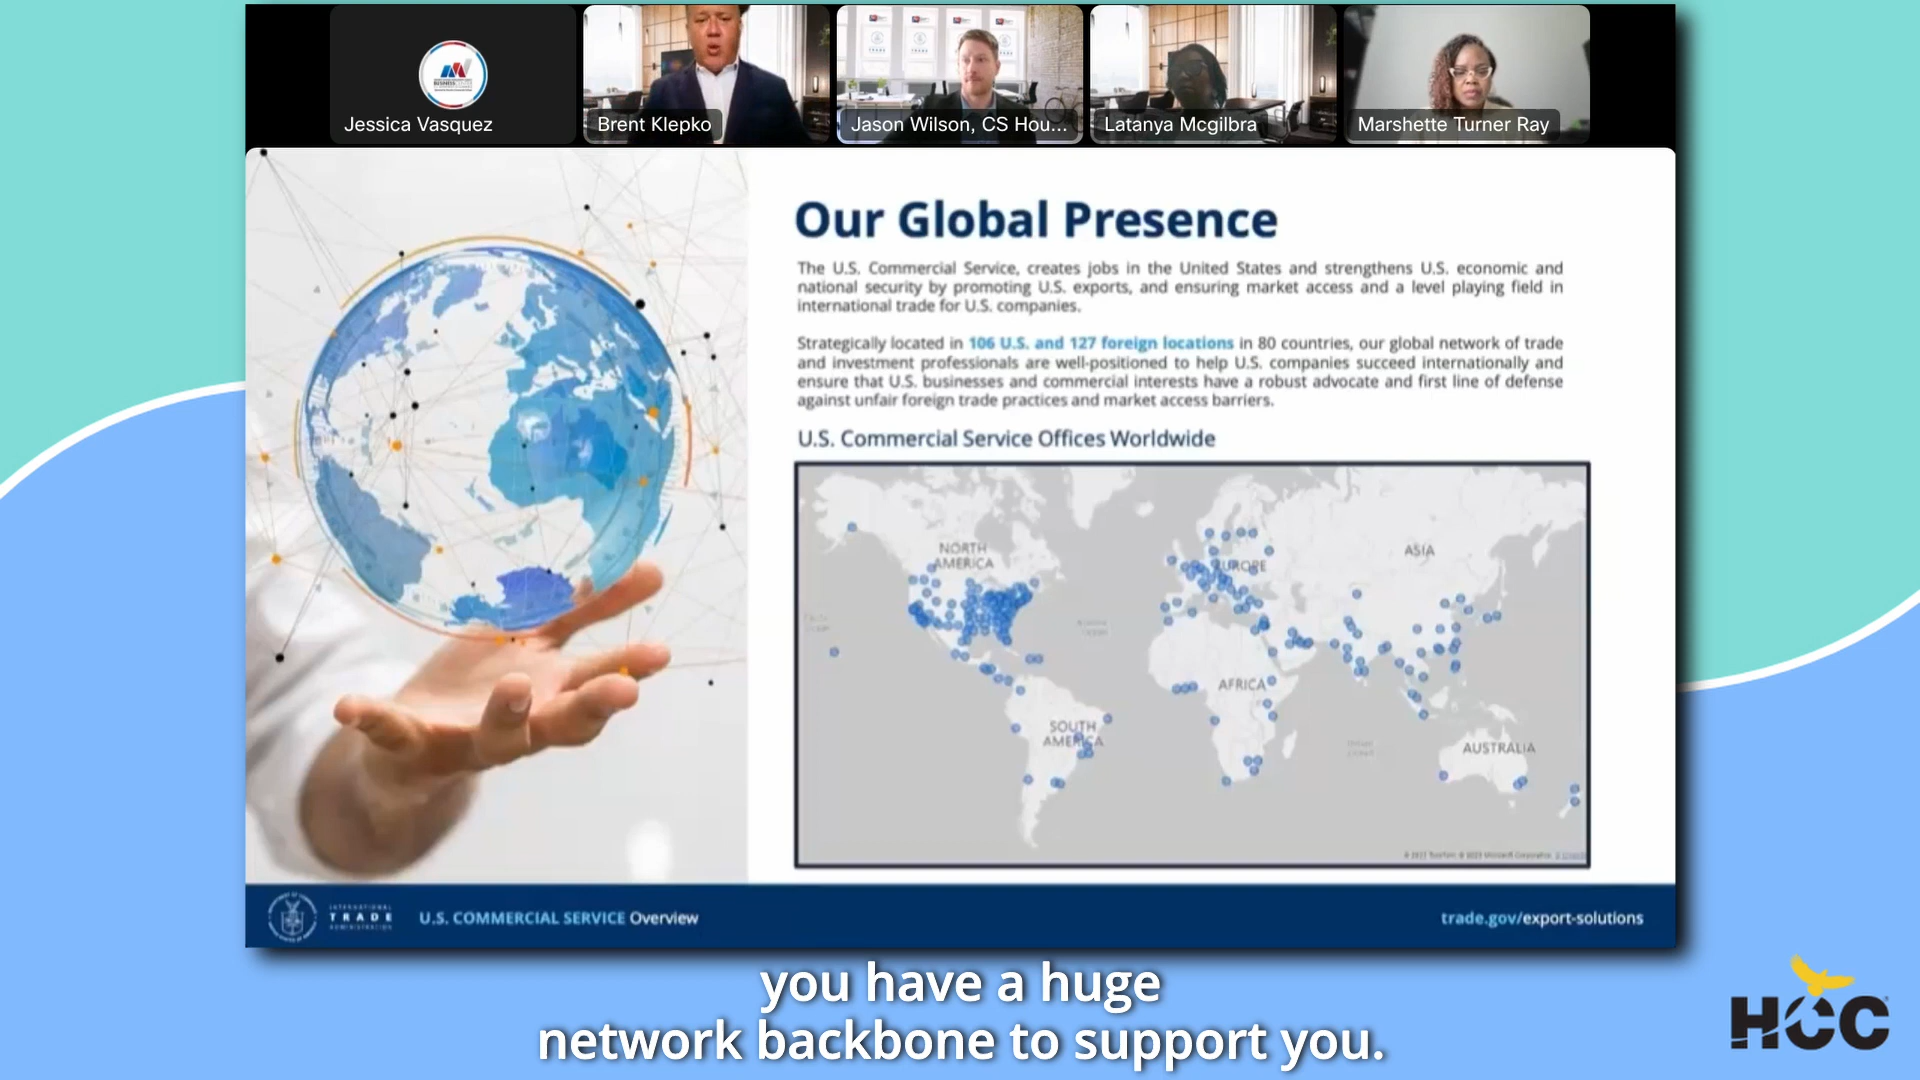 Jessica Vasquez
Brent Klepko
Jason Wilson, CS Hou...
Latanya Mcgilbra
Marshette Turner Ray
Our Global Presence
The U.S. Commercial Service, creates jobs in the United States and strengthens U.S. economic and
national security by promoting U.S. exports, and ensuring market access and a level playing field in
international trade for U.S. companies.
Strategically located in 106 U.S. and 127 foreign locations in 80 countries, our global network of trade
and investment professionals are well-positioned to help U.S. companies succeed internationally and
ensure that U.S. businesses and commercial interests have a robust advocate and first line of defense
against unfair foreign trade practices and market access barriers.
U.S. Commercial Service Offices Worldwide
NORTH
AMERICA
EUROPE
ASIA
AFRICA
SOUTH
AMERICA
AUSTRALIA
INTERNATIONAL
TRADE
ADMINISTRATION
U.S. COMMERCIAL SERVICE Overview
trade.gov/export-solutions
you have a huge
network backbone to support you.
HCC